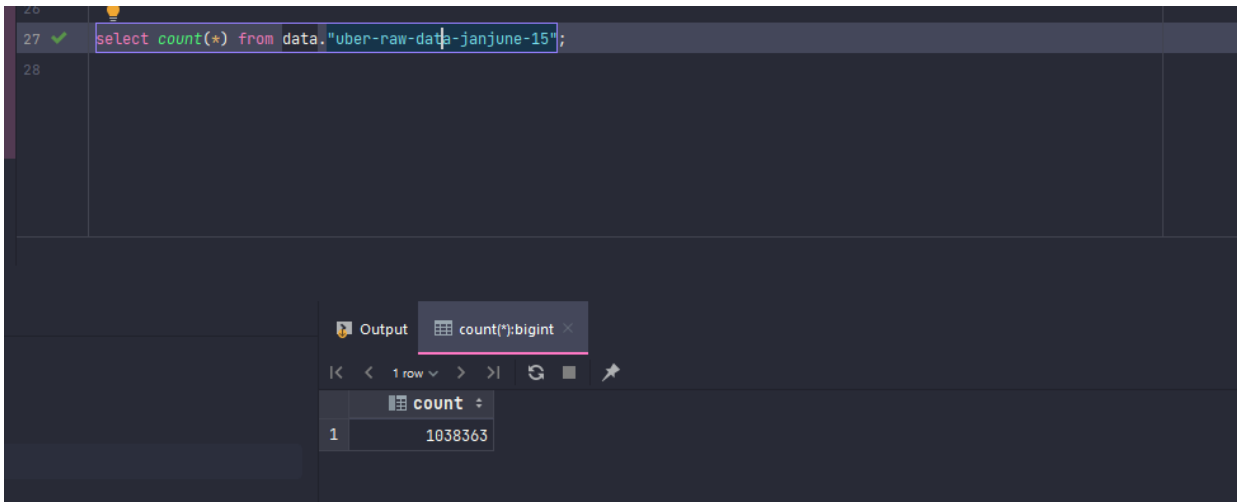 26
27 select count(*) from data."uber-raw-data-janjune-15";
28
Output count(*):bigint
1 row
count
1 1038363